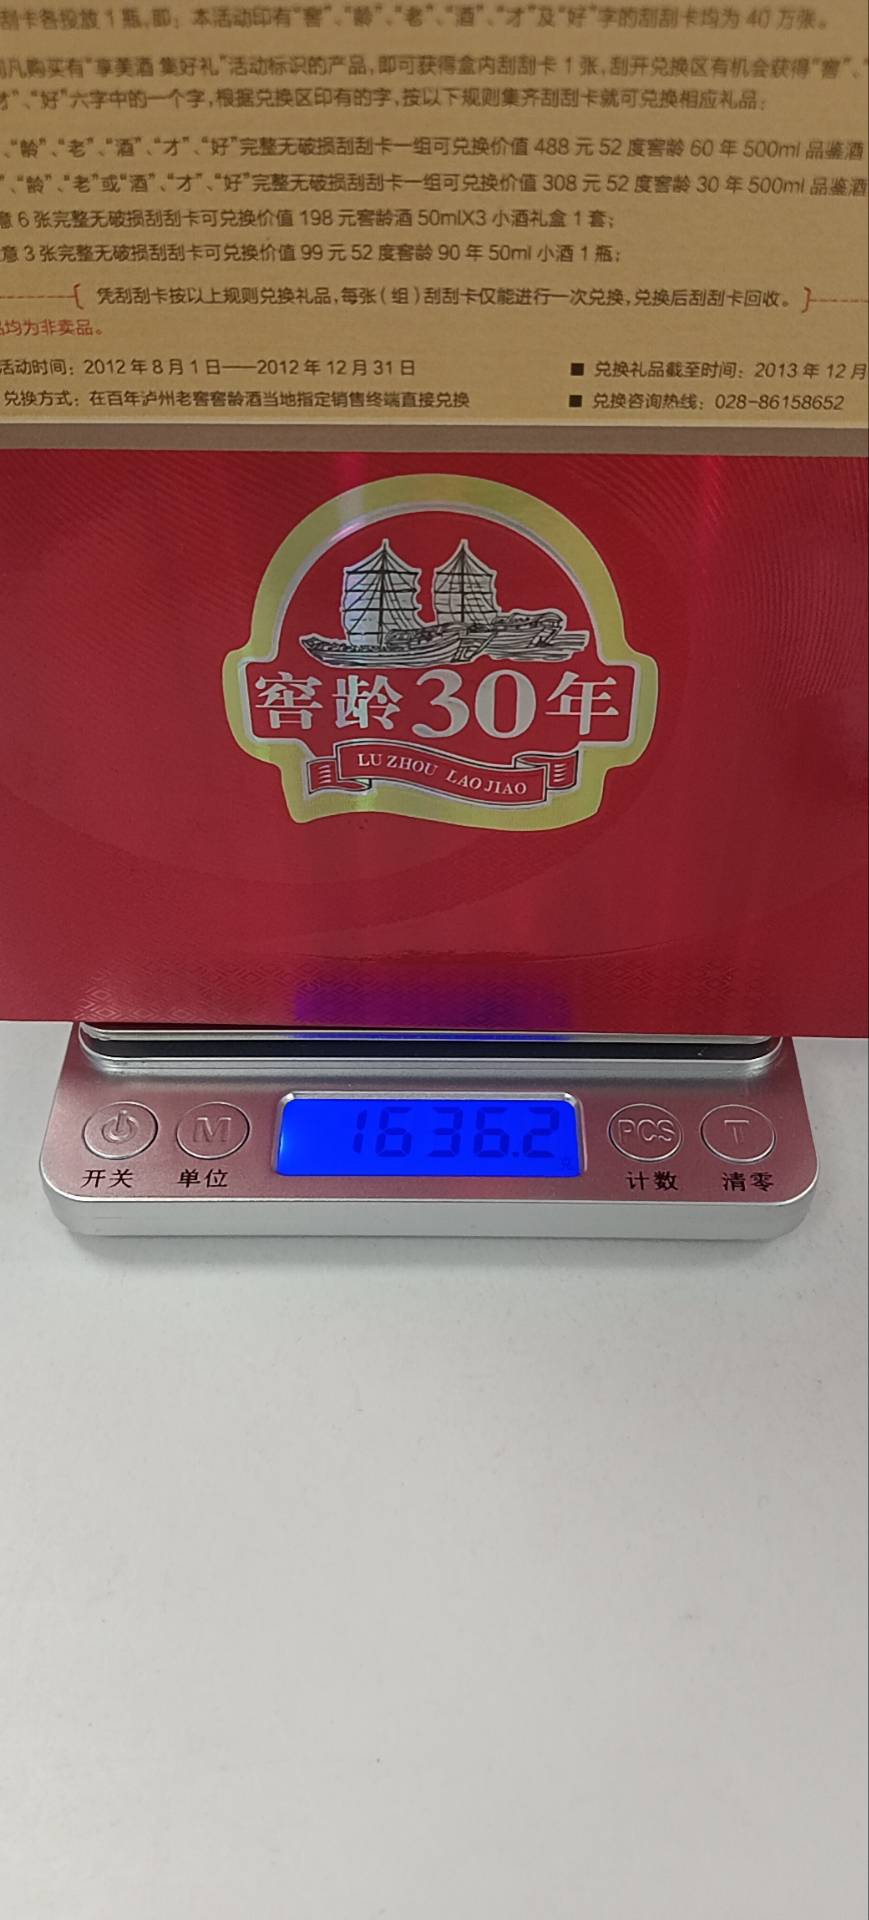 刮卡各投放1瓶,即：本活动印有“窖”、“龄”、“老”、“酒”、“才”及“好”字的刮刮卡均为40万张。
凡购买有“享美酒 集好礼”活动标识的产品,即可获得盒内刮刮卡1张,刮开兑换区有机会获得“窖”、
才”、“好”六字中的一个字,根据兑换区印有的字,按以下规则集齐刮刮卡就可兑换相应礼品：
、“龄”、“老”、“酒”、“才”、“好”完整无破损刮刮卡一组可兑换价值488元52度窖龄60年500ml品鉴酒
”、“龄”、“老”或“酒”、“才”、“好”完整无破损刮刮卡一组可兑换价值308元52度窖龄30年500ml品鉴酒
意6张完整无破损刮刮卡可兑换价值198元窖龄酒50mlX3小酒礼盒1套；
意3张完整无破损刮刮卡可兑换价值99元52度窖龄90年50ml小酒1瓶；
凭刮刮卡按以上规则兑换礼品,每张（组）刮刮卡仅能进行一次兑换,兑换后刮刮卡回收。
品均为非卖品。
活动时间：2012年8月1日——2012年12月31日
■ 兑换礼品截至时间：2013年12月
兑换方式：在百年泸州老窖窖龄酒当地指定销售终端直接兑换
■ 兑换咨询热线：028-86158652
窖龄30年
LU ZHOU LAO JIAO
1636.2
M
PCS
T
开关
单位
计数
清零